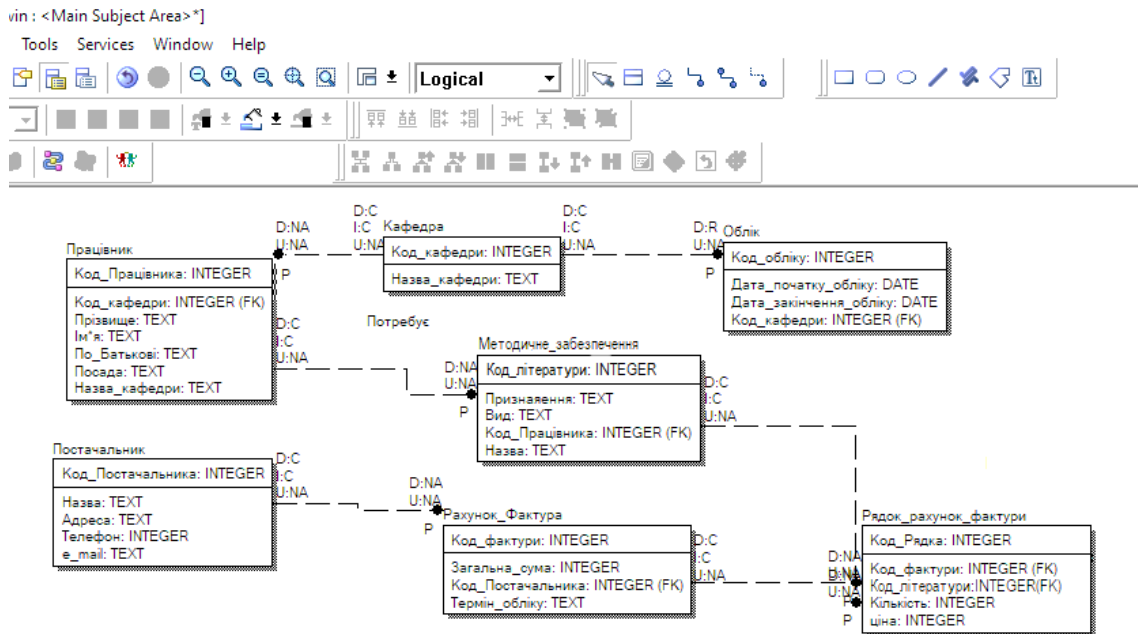 vin : <Main Subject Area>*]
Tools Services Window Help
Logical
Працівник
Код_Працівника: INTEGER
Код_кафедри: INTEGER (FK)
Прізвище: TEXT
Ім"я: TEXT
По_Батькові: TEXT
Посада: TEXT
Назва_кафедри: TEXT
D:NA
U:NA
P
D:C
I:C
U:NA
Кафедра
Код_кафедри: INTEGER
Назва_кафедри: TEXT
D:C
I:C
U:NA
D:R
U:NA
P
Облік
Код_обліку: INTEGER
Дата_початку_обліку: DATE
Дата_закінчення_обліку: DATE
Код_кафедри: INTEGER (FK)
D:C
I:C
U:NA
Потребує
D:NA
U:NA
P
Методичне_забезпечення
Код_літератури: INTEGER
Признаяення: TEXT
Вид: TEXT
Код_Працівника: INTEGER (FK)
Назва: TEXT
D:C
I:C
U:NA
Постачальник
Код_Постачальника: INTEGER
Назва: TEXT
Адреса: TEXT
Телефон: INTEGER
e_mail: TEXT
D:C
I:C
U:NA
D:NA
U:NA
P
Рахунок_Фактура
Код_фактури: INTEGER
Загальна_сума: INTEGER
Код_Постачальника: INTEGER (FK)
Термін_обліку: TEXT
D:C
I:C
U:NA
D:NA
U:NA
P
P
Рядок_рахунок_фактури
Код_Рядка: INTEGER
Код_фактури: INTEGER (FK)
Код_літератури:INTEGER(FK)
Кількість: INTEGER
ціна: INTEGER